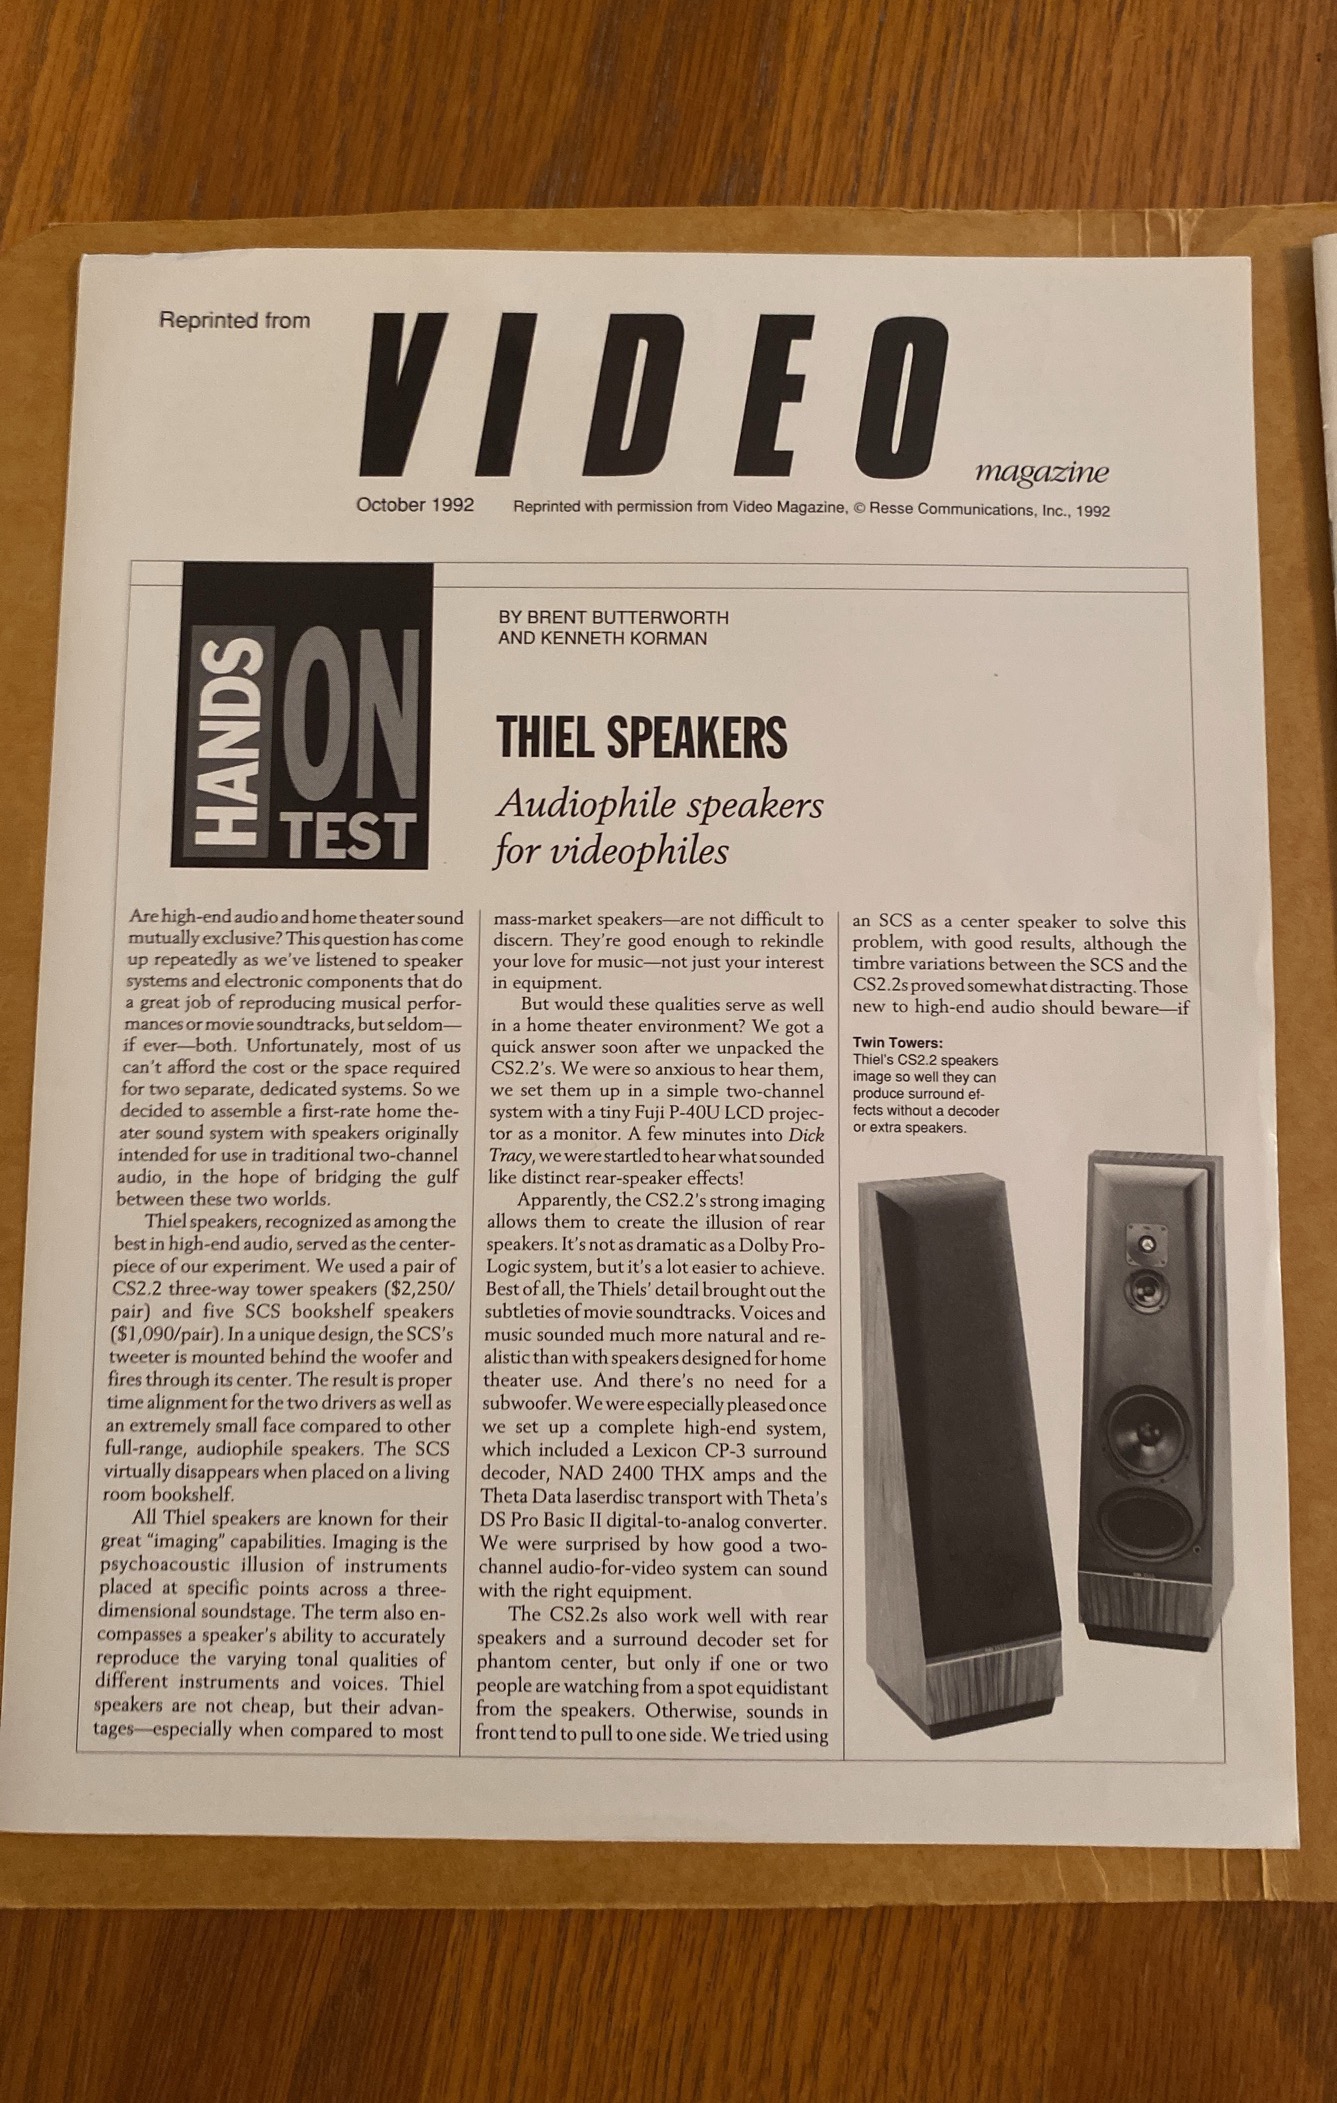 Reprinted from
VIDEO
magazine
October 1992 Reprinted with permission from Video Magazine, © Resse Communications, Inc., 1992
HANDS
ON
TEST
BY BRENT BUTTERWORTH
AND KENNETH KORMAN
THIEL SPEAKERS
Audiophile speakers
for videophiles
Are high-end audio and home theater sound
mutually exclusive? This question has come
up repeatedly as we've listened to speaker
systems and electronic components that do
a great job of reproducing musical perfor-
mances or movie soundtracks, but seldom—
if ever—both. Unfortunately, most of us
can't afford the cost or the space required
for two separate, dedicated systems. So we
decided to assemble a first-rate home the-
ater sound system with speakers originally
intended for use in traditional two-channel
audio, in the hope of bridging the gulf
between these two worlds.
Thiel speakers, recognized as among the
best in high-end audio, served as the center-
piece of our experiment. We used a pair of
CS2.2 three-way tower speakers ($2,250/
pair) and five SCS bookshelf speakers
($1,090/pair). In a unique design, the SCS's
tweeter is mounted behind the woofer and
fires through its center. The result is proper
time alignment for the two drivers as well as
an extremely small face compared to other
full-range, audiophile speakers. The SCS
virtually disappears when placed on a living
room bookshelf.
All Thiel speakers are known for their
great "imaging" capabilities. Imaging is the
psychoacoustic illusion of instruments
placed at specific points across a three-
dimensional soundstage. The term also en-
compasses a speaker's ability to accurately
reproduce the varying tonal qualities of
different instruments and voices. Thiel
speakers are not cheap, but their advan-
tages—especially when compared to most
mass-market speakers—are not difficult to
discern. They're good enough to rekindle
your love for music—not just your interest
in equipment.
But would these qualities serve as well
in a home theater environment? We got a
quick answer soon after we unpacked the
CS2.2's. We were so anxious to hear them,
we set them up in a simple two-channel
system with a tiny Fuji P-40U LCD projec-
tor as a monitor. A few minutes into Dick
Tracy, we were startled to hear what sounded
like distinct rear-speaker effects!
Apparently, the CS2.2's strong imaging
allows them to create the illusion of rear
speakers. It's not as dramatic as a Dolby Pro-
Logic system, but it's a lot easier to achieve.
Best of all, the Thiels' detail brought out the
subtleties of movie soundtracks. Voices and
music sounded much more natural and re-
alistic than with speakers designed for home
theater use. And there's no need for a
subwoofer. We were especially pleased once
we set up a complete high-end system,
which included a Lexicon CP-3 surround
decoder, NAD 2400 THX amps and the
Theta Data laserdisc transport with Theta's
DS Pro Basic II digital-to-analog converter.
We were surprised by how good a two-
channel audio-for-video system can sound
with the right equipment.
The CS2.2s also work well with rear
speakers and a surround decoder set for
phantom center, but only if one or two
people are watching from a spot equidistant
from the speakers. Otherwise, sounds in
front tend to pull to one side. We tried using
an SCS as a center speaker to solve this
problem, with good results, although the
timbre variations between the SCS and the
CS2.2s proved somewhat distracting. Those
new to high-end audio should beware—if
Twin Towers:
Thiel's CS2.2 speakers
image so well they can
produce surround ef-
fects without a decoder
or extra speakers.